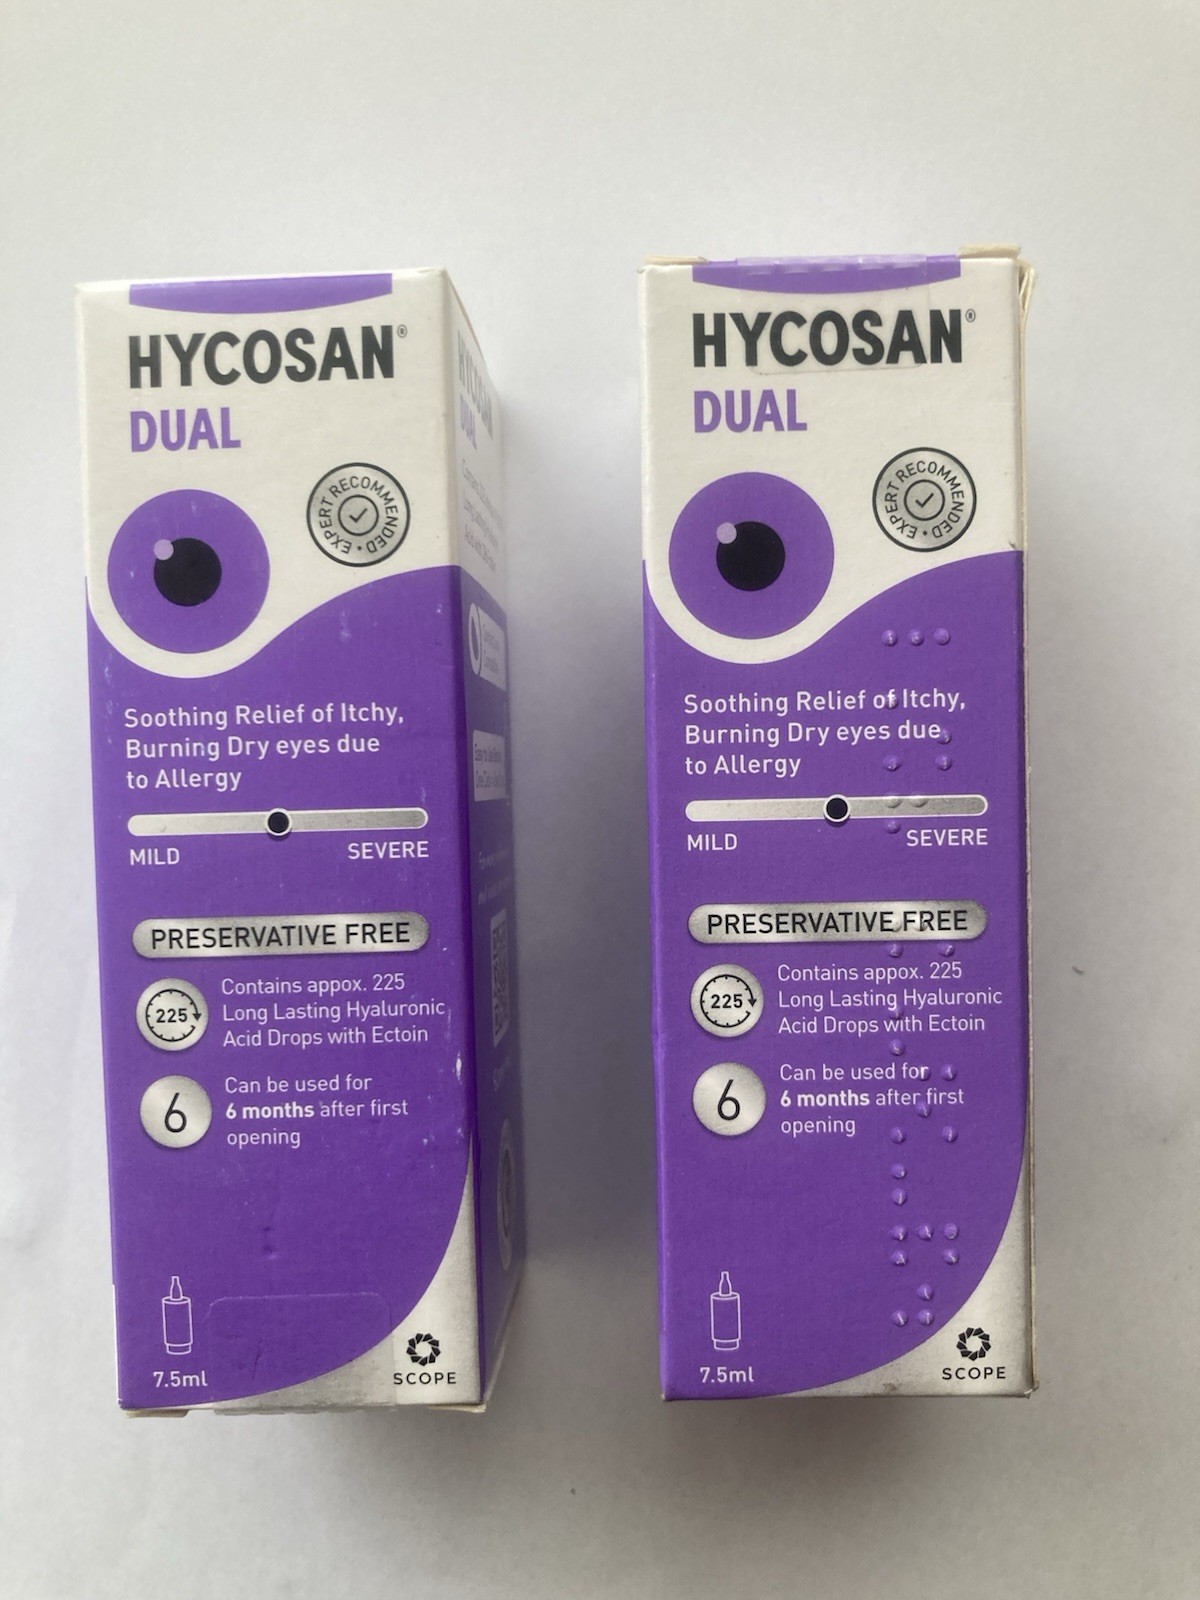 HYCOSAN®
DUAL
EXPERT RECOMMENDED
Soothing Relief of Itchy,
Burning Dry eyes due
to Allergy
MILD SEVERE
PRESERVATIVE FREE
225
Contains appox. 225
Long Lasting Hyaluronic
Acid Drops with Ectoin
6
Can be used for
6 months after first
opening
7.5ml
SCOPE
HYCOSAN
DUAL
HYCOSAN®
DUAL
EXPERT RECOMMENDED
Soothing Relief of Itchy,
Burning Dry eyes due
to Allergy
MILD SEVERE
PRESERVATIVE FREE
225
Contains appox. 225
Long Lasting Hyaluronic
Acid Drops with Ectoin
6
Can be used for
6 months after first
opening
7.5ml
SCOPE